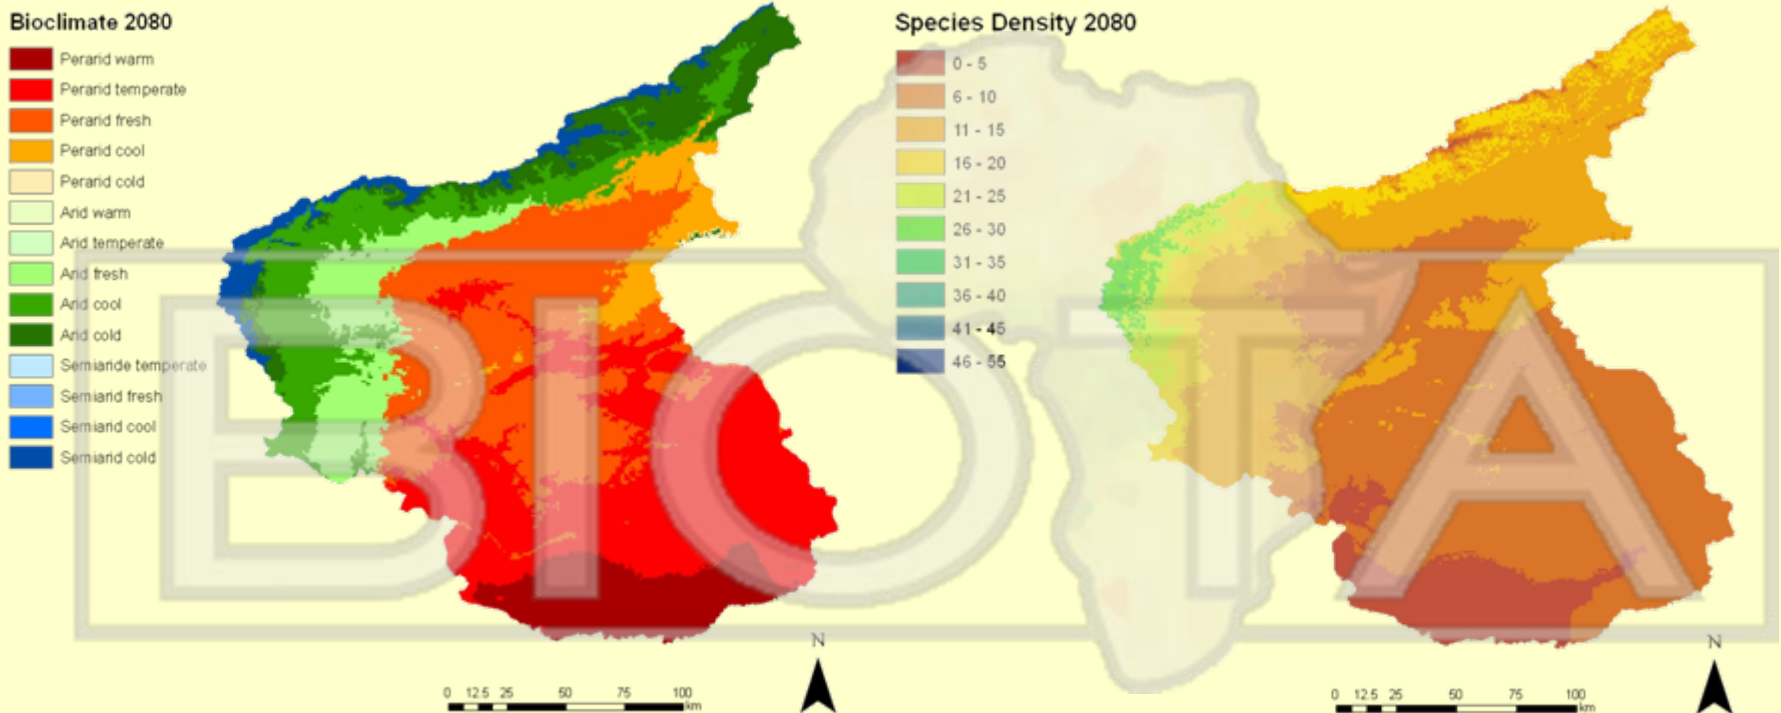 Bioclimate 2080
Perarid warm
Perarid temperate
Perarid fresh
Perarid cool
Perarid cold
Arid warm
Arid temperate
Arid fresh
Arid cool
Arid cold
Semiaride temperate
Semiarid fresh
Semiarid cool
Semiarid cold
N
0 12.5 25 50 75 100
km
Species Density 2080
0 - 5
6 - 10
11 - 15
16 - 20
21 - 25
26 - 30
31 - 35
36 - 40
41 - 45
46 - 55
N
0 12.5 25 50 75 100
km
BIOTA